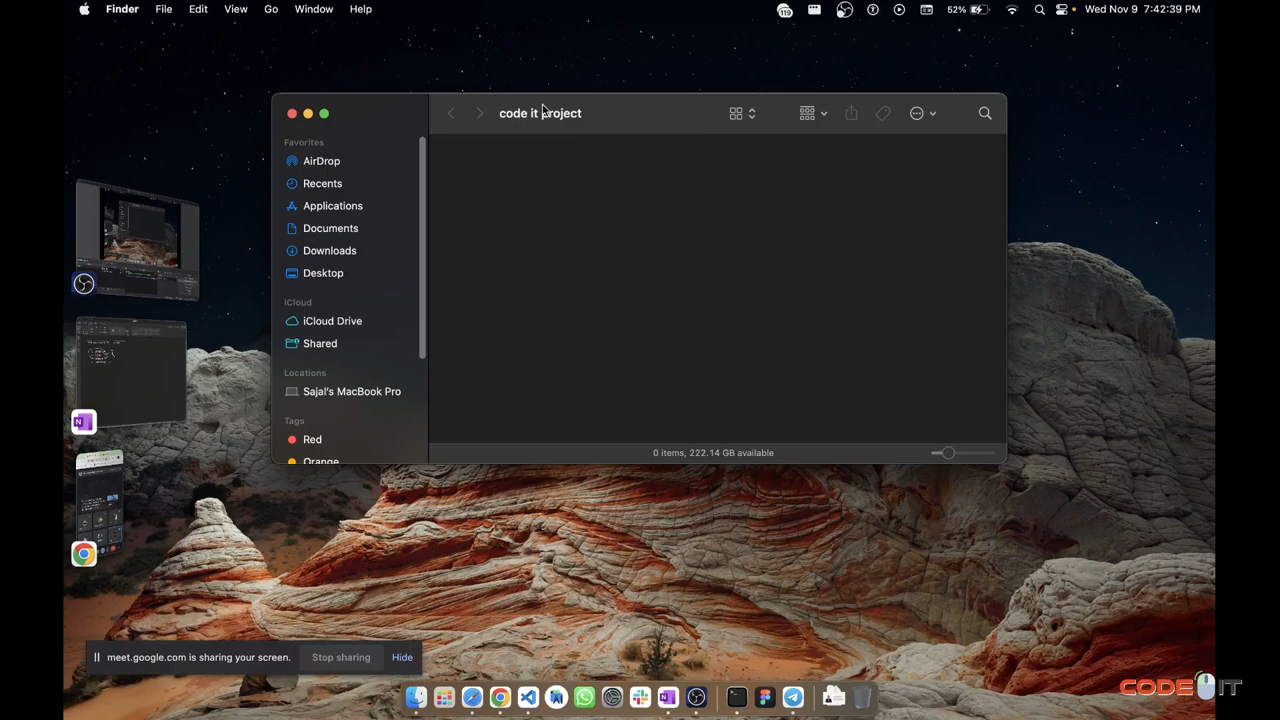 Finder File Edit View Go Window Help
119
52%
Wed Nov 9 7:42:39 PM
code it project
Favorites
AirDrop
Recents
Applications
Documents
Downloads
Desktop
iCloud
iCloud Drive
Shared
Locations
Sajal's MacBook Pro
Tags
Red
Orange
0 items, 222.14 GB available
N
meet.google.com is sharing your screen. Stop sharing Hide
N
CODE IT